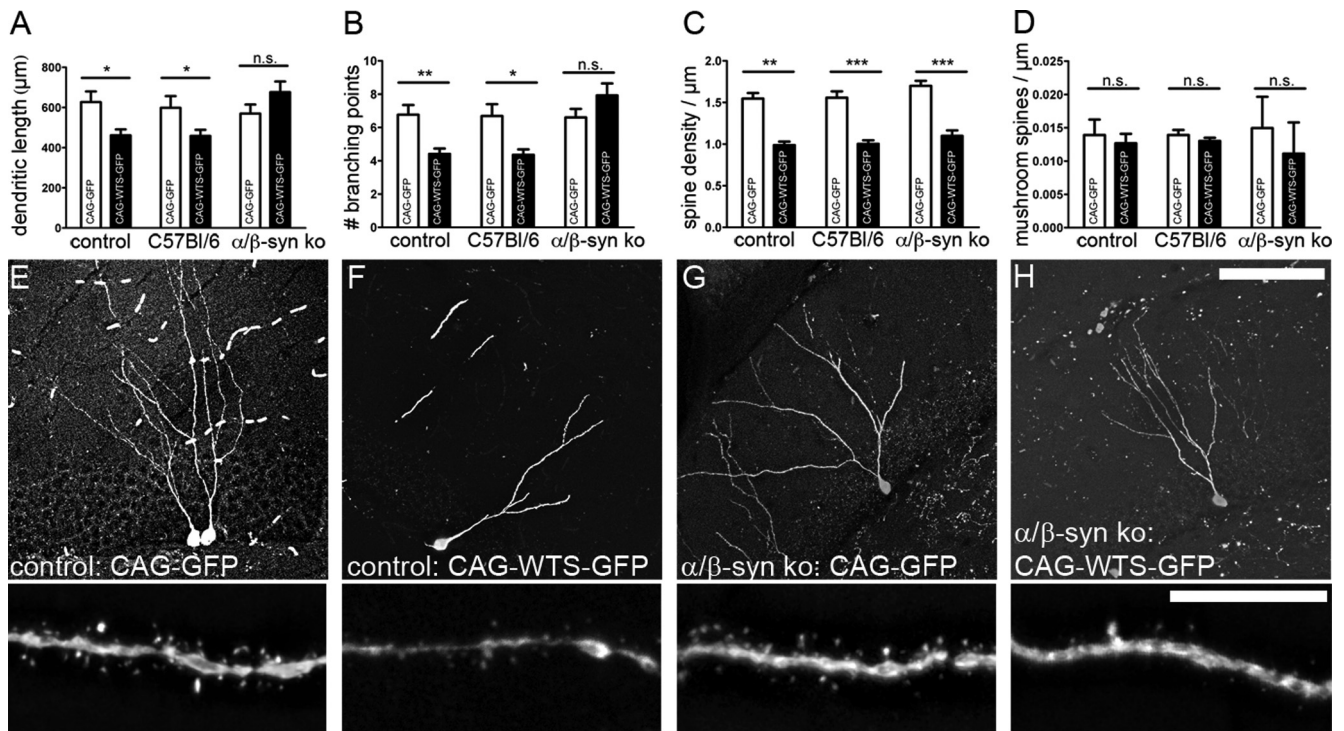 A
dendritic length (µm)
800
600
400
200
0
*
*
n.s.
CAG-GFP
CAG-WTS-GFP
CAG-GFP
CAG-WTS-GFP
CAG-GFP
CAG-WTS-GFP
control
C57Bl/6
α/β-syn ko
B
# branching points
10
8
6
4
2
0
**
*
n.s.
CAG-GFP
CAG-WTS-GFP
CAG-GFP
CAG-WTS-GFP
CAG-GFP
CAG-WTS-GFP
control
C57Bl/6
α/β-syn ko
C
spine density / µm
2.0
1.5
1.0
0.5
0.0
**
***
***
CAG-GFP
CAG-WTS-GFP
CAG-GFP
CAG-WTS-GFP
CAG-GFP
CAG-WTS-GFP
control
C57Bl/6
α/β-syn ko
D
mushroom spines / µm
0.025
0.020
0.015
0.010
0.005
0.000
n.s.
n.s.
n.s.
CAG-GFP
CAG-WTS-GFP
CAG-GFP
CAG-WTS-GFP
CAG-GFP
CAG-WTS-GFP
control
C57Bl/6
α/β-syn ko
E
control: CAG-GFP
F
control: CAG-WTS-GFP
G
α/β-syn ko: CAG-GFP
H
α/β-syn ko:
CAG-WTS-GFP